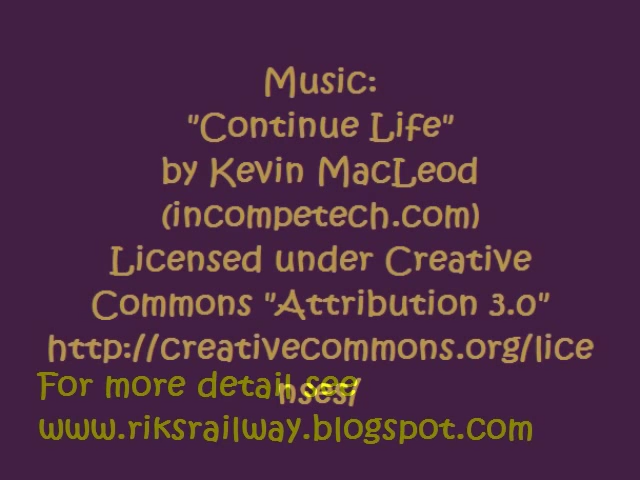 Music:
"Continue Life"
by Kevin MacLeod
(incompetech.com)
Licensed under Creative
Commons "Attribution 3.0"
http://creativecommons.org/lice
nses/
For more detail see
www.riksrailway.blogspot.com